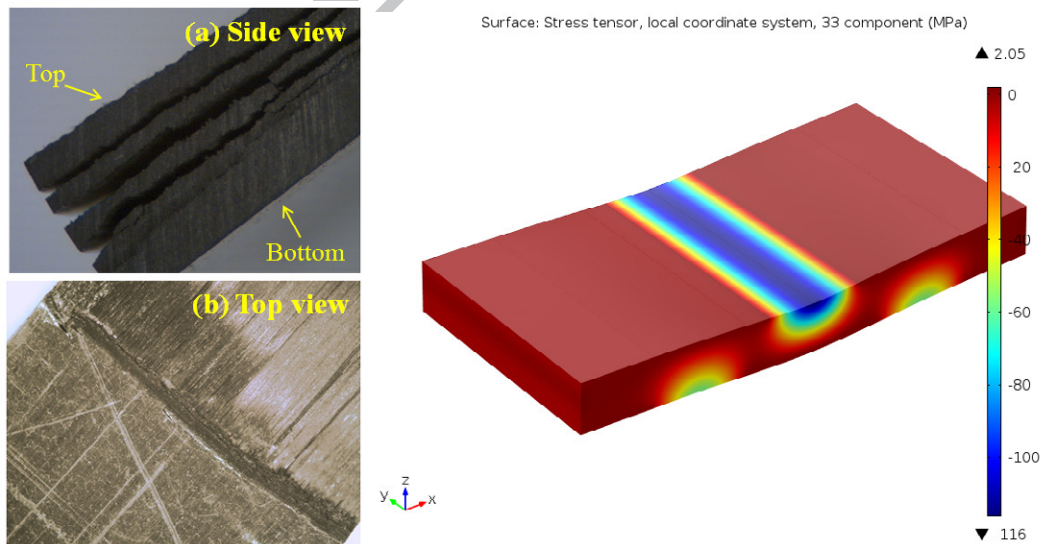 (a) Side view
Top
Bottom
(b) Top view
Surface: Stress tensor, local coordinate system, 33 component (MPa)
▲ 2.05
0
20
-40
-60
-80
-100
▼ 116
z
y
x